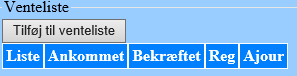 Venteliste
Tilføj til venteliste
Liste Ankommet Bekræftet Reg Ajour